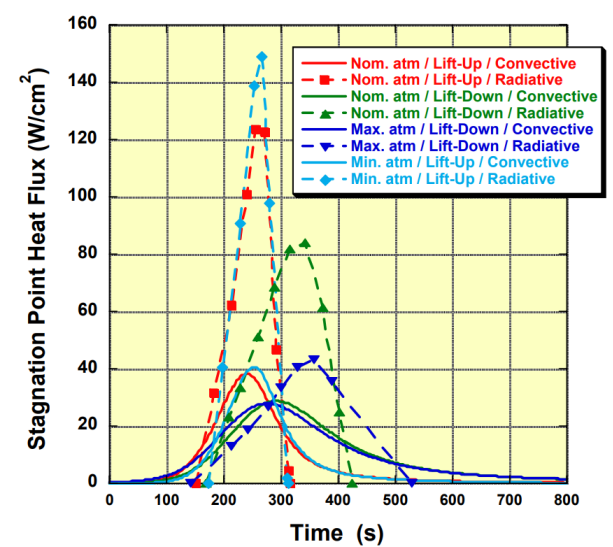 160
140
120
100
80
60
40
20
0
Stagnation Point Heat Flux (W/cm²)
Nom. atm / Lift-Up / Convective
Nom. atm / Lift-Up / Radiative
Nom. atm / Lift-Down / Convective
Nom. atm / Lift-Down / Radiative
Max. atm / Lift-Down / Convective
Max. atm / Lift-Down / Radiative
Min. atm / Lift-Up / Convective
Min. atm / Lift-Up / Radiative
0 100 200 300 400 500 600 700 800
Time (s)